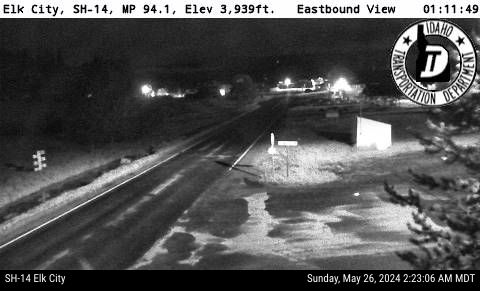 Elk City, SH-14, MP 94.1, Elev 3,939ft. Eastbound View 01:11:49
IDAHO
TRANSPORTATION DEPARTMENT
SH-14 Elk City Sunday, May 26, 2024 2:23:06 AM MDT